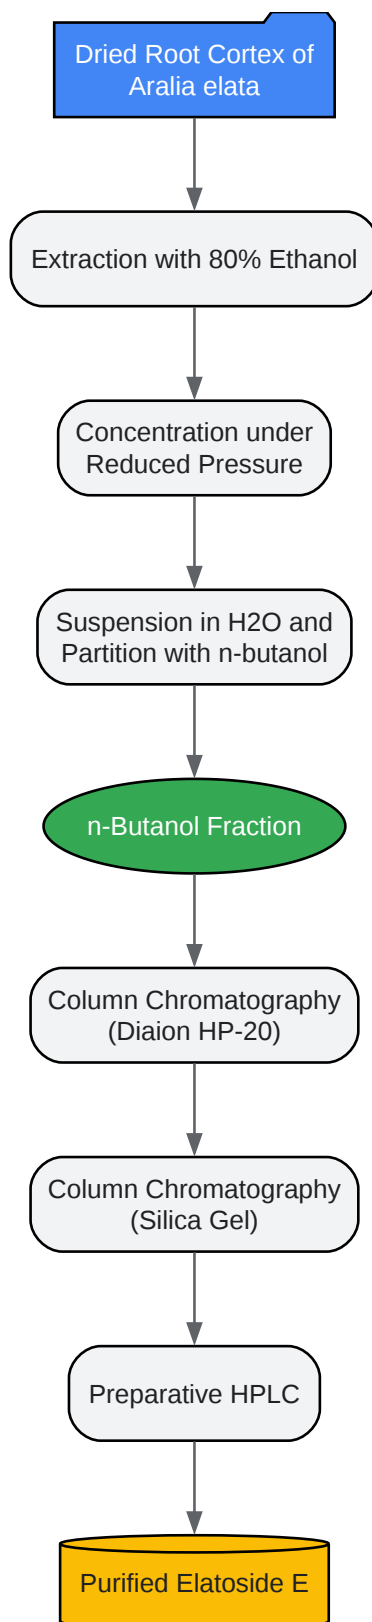 Dried Root Cortex of
Aralia elata
Extraction with 80% Ethanol
Concentration under
Reduced Pressure
Suspension in H2O and
Partition with n-butanol
n-Butanol Fraction
Column Chromatography
(Diaion HP-20)
Column Chromatography
(Silica Gel)
Preparative HPLC
Purified Elatoside E